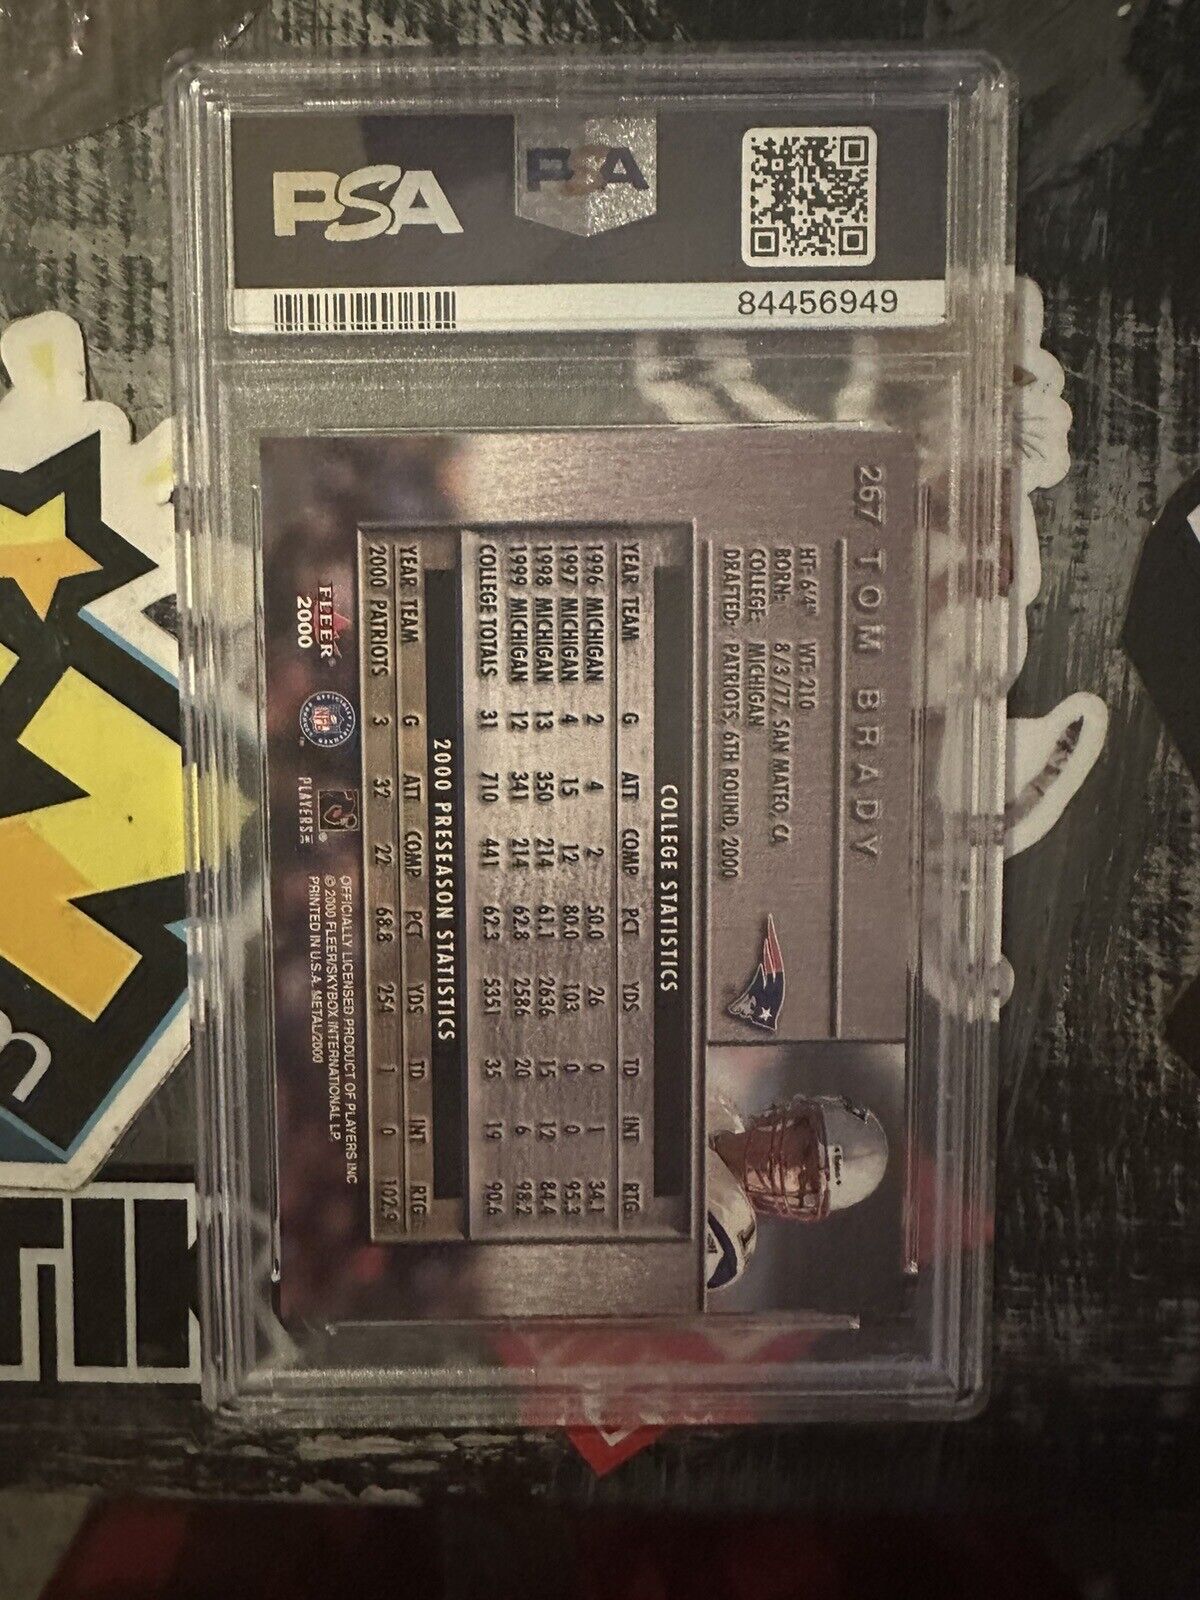 PSA
PSA
84456949
267 TOM BRADY
HT: 6'4" WT: 210
BORN: 8/3/77, SAN MATEO, CA
COLLEGE: MICHIGAN
DRAFTED: PATRIOTS, 6TH ROUND, 2000
COLLEGE STATISTICS
YEAR TEAM G ATT COMP PCT YDS TD INT RTG
1996 MICHIGAN 2 4 2 50.0 26 0 1 34.1
1997 MICHIGAN 4 15 12 80.0 103 0 0 95.3
1998 MICHIGAN 13 350 214 61.1 2636 15 12 84.4
1999 MICHIGAN 12 341 214 62.8 2586 20 6 98.2
COLLEGE TOTALS 31 710 441 62.3 5351 35 19 90.6
2000 PRESEASON STATISTICS
YEAR TEAM G ATT COMP PCT YDS TD INT RTG
2000 PATRIOTS 3 32 22 68.8 254 1 0 102.9
FLEER
2000
NFL
PLAYERS INC
OFFICIALLY LICENSED PRODUCT OF PLAYERS INC
© 2000 FLEER/SKYBOX INTERNATIONAL LP.
PRINTED IN U.S.A. METAL/2000